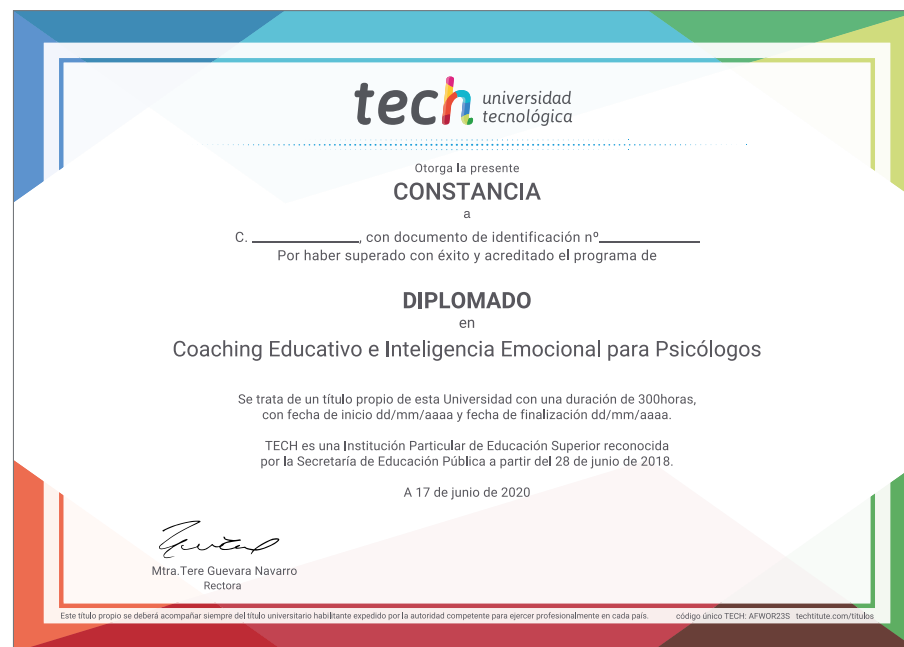 tech universidad
tecnológica
Otorga la presente
CONSTANCIA
a
C. ____________, con documento de identificación nº____________
Por haber superado con éxito y acreditado el programa de
DIPLOMADO
en
Coaching Educativo e Inteligencia Emocional para Psicólogos
Se trata de un título propio de esta Universidad con una duración de 300horas,
con fecha de inicio dd/mm/aaaa y fecha de finalización dd/mm/aaaa.
TECH es una Institución Particular de Educación Superior reconocida
por la Secretaría de Educación Pública a partir del 28 de junio de 2018.
A 17 de junio de 2020
Mtra.Tere Guevara Navarro
Rectora
Este título propio se deberá acompañar siempre del título universitario habilitante expedido por la autoridad competente para ejercer profesionalmente en cada país. código único TECH: AFWOR23S techtitute.com/titulos